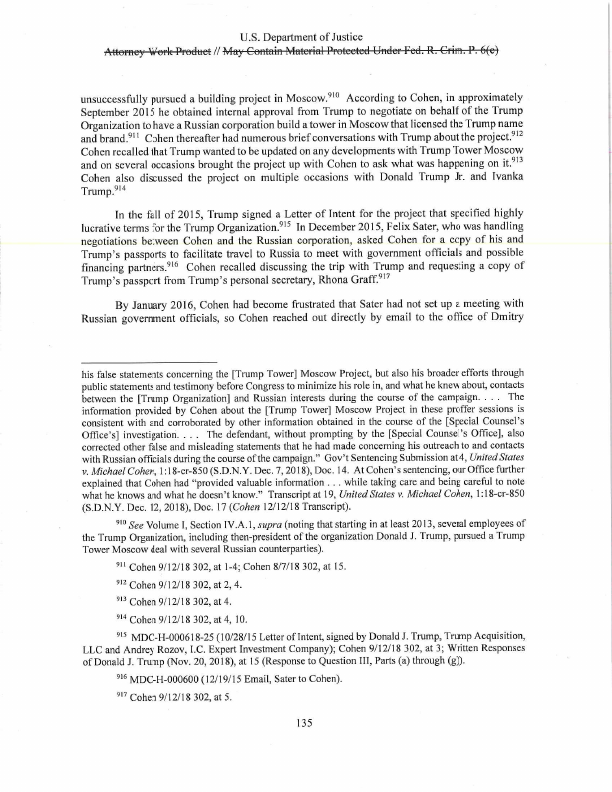 U.S. Department of Justice
Attorney Work Product // May Contain Material Protected Under Fed. R. Crim. P. 6(e)
unsuccessfully pursued a building project in Moscow.910 According to Cohen, in approximately
September 2015 he obtained internal approval from Trump to negotiate on behalf of the Trump
Organization to have a Russian corporation build a tower in Moscow that licensed the Trump name
and brand.911 Cohen thereafter had numerous brief conversations with Trump about the project.912
Cohen recalled that Trump wanted to be updated on any developments with Trump Tower Moscow
and on several occasions brought the project up with Cohen to ask what was happening on it.913
Cohen also discussed the project on multiple occasions with Donald Trump Jr. and Ivanka
Trump.914
In the fall of 2015, Trump signed a Letter of Intent for the project that specified highly
lucrative terms for the Trump Organization.915 In December 2015, Felix Sater, who was handling
negotiations between Cohen and the Russian corporation, asked Cohen for a copy of his and
Trump's passports to facilitate travel to Russia to meet with government officials and possible
financing partners.916 Cohen recalled discussing the trip with Trump and requesting a copy of
Trump's passport from Trump's personal secretary, Rhona Graff.917
By January 2016, Cohen had become frustrated that Sater had not set up a meeting with
Russian government officials, so Cohen reached out directly by email to the office of Dmitry
his false statements concerning the [Trump Tower] Moscow Project, but also his broader efforts through
public statements and testimony before Congress to minimize his role in, and what he knew about, contacts
between the [Trump Organization] and Russian interests during the course of the campaign. . . . The
information provided by Cohen about the [Trump Tower] Moscow Project in these proffer sessions is
consistent with and corroborated by other information obtained in the course of the [Special Counsel's
Office's] investigation. . . . The defendant, without prompting by the [Special Counsel's Office], also
corrected other false and misleading statements that he had made concerning his outreach to and contacts
with Russian officials during the course of the campaign." Gov't Sentencing Submission at 4, United States
v. Michael Cohen, 1:18-cr-850 (S.D.N.Y. Dec. 7, 2018), Doc. 14. At Cohen's sentencing, our Office further
explained that Cohen had "provided valuable information . . . while taking care and being careful to note
what he knows and what he doesn't know." Transcript at 19, United States v. Michael Cohen, 1:18-cr-850
(S.D.N.Y. Dec. 12, 2018), Doc. 17 (Cohen 12/12/18 Transcript).
910 See Volume I, Section IV.A.1, supra (noting that starting in at least 2013, several employees of
the Trump Organization, including then-president of the organization Donald J. Trump, pursued a Trump
Tower Moscow deal with several Russian counterparties).
911 Cohen 9/12/18 302, at 1-4; Cohen 8/7/18 302, at 15.
912 Cohen 9/12/18 302, at 2, 4.
913 Cohen 9/12/18 302, at 4.
914 Cohen 9/12/18 302, at 4, 10.
915 MDC-H-000618-25 (10/28/15 Letter of Intent, signed by Donald J. Trump, Trump Acquisition,
LLC and Andrey Rozov, I.C. Expert Investment Company); Cohen 9/12/18 302, at 3; Written Responses
of Donald J. Trump (Nov. 20, 2018), at 15 (Response to Question III, Parts (a) through (g)).
916 MDC-H-000600 (12/19/15 Email, Sater to Cohen).
917 Cohen 9/12/18 302, at 5.
135